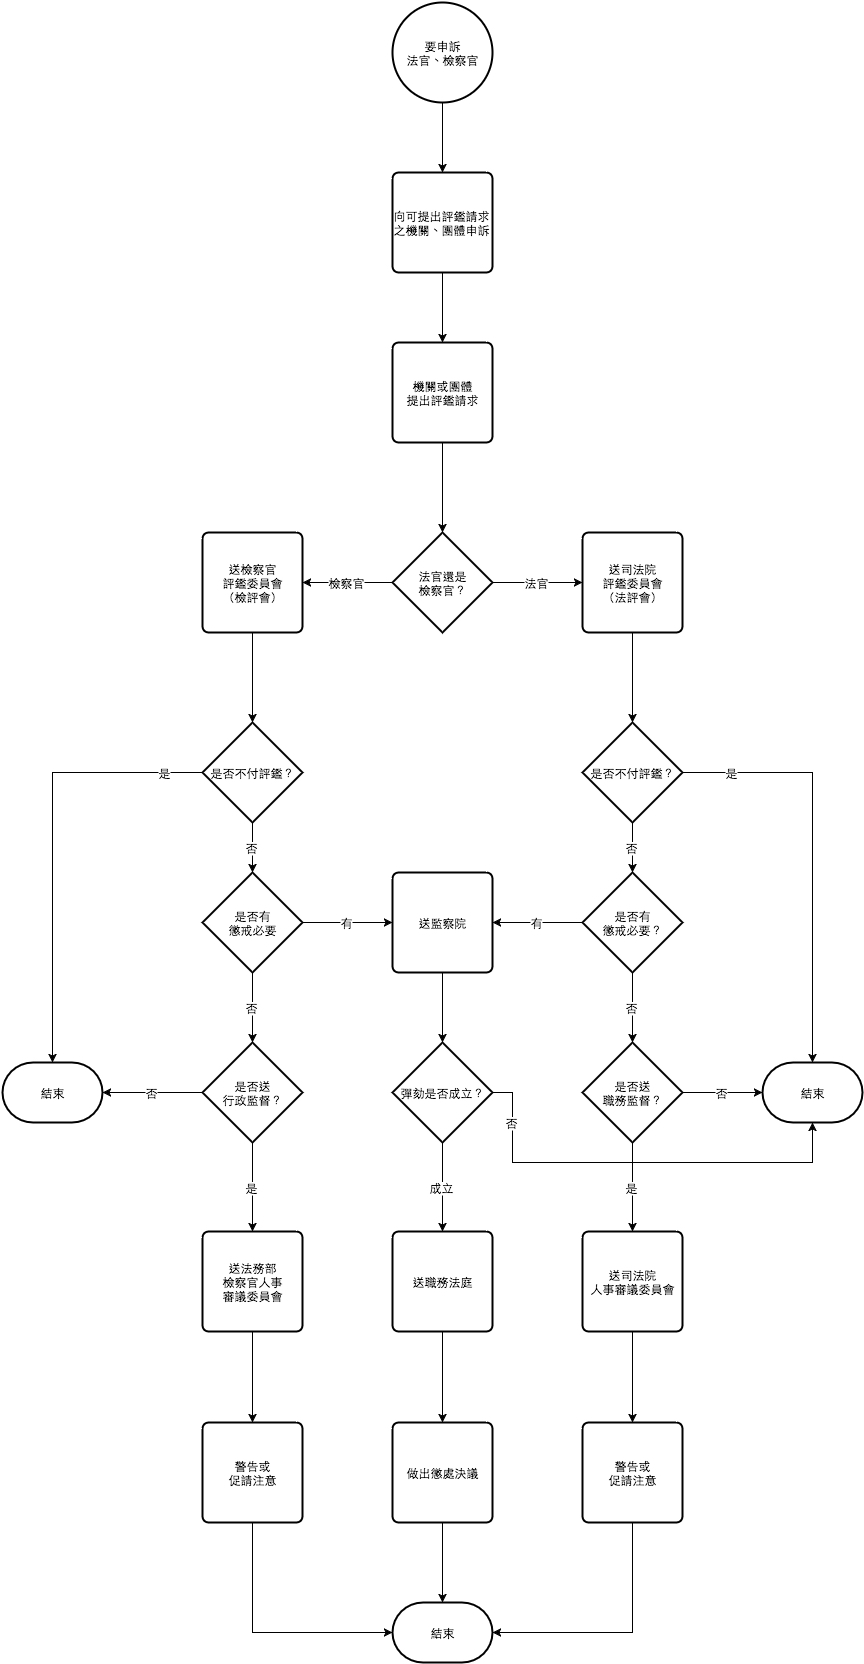 要申訴
法官、檢察官
向可提出評鑑請求
之機關、團體申訴
機關或團體
提出評鑑請求
送檢察官
評鑑委員會
（檢評會）
檢察官
法官還是
檢察官？
法官
送司法院
評鑑委員會
（法評會）
是
是否不付評鑑？
是否不付評鑑？
是
否
否
是否有
懲戒必要
有
送監察院
有
是否有
懲戒必要？
否
否
結束
否
是否送
行政監督？
彈劾是否成立？
否
是否送
職務監督？
否
結束
是
成立
是
送法務部
檢察官人事
審議委員會
送職務法庭
送司法院
人事審議委員會
警告或
促請注意
做出懲處決議
警告或
促請注意
結束